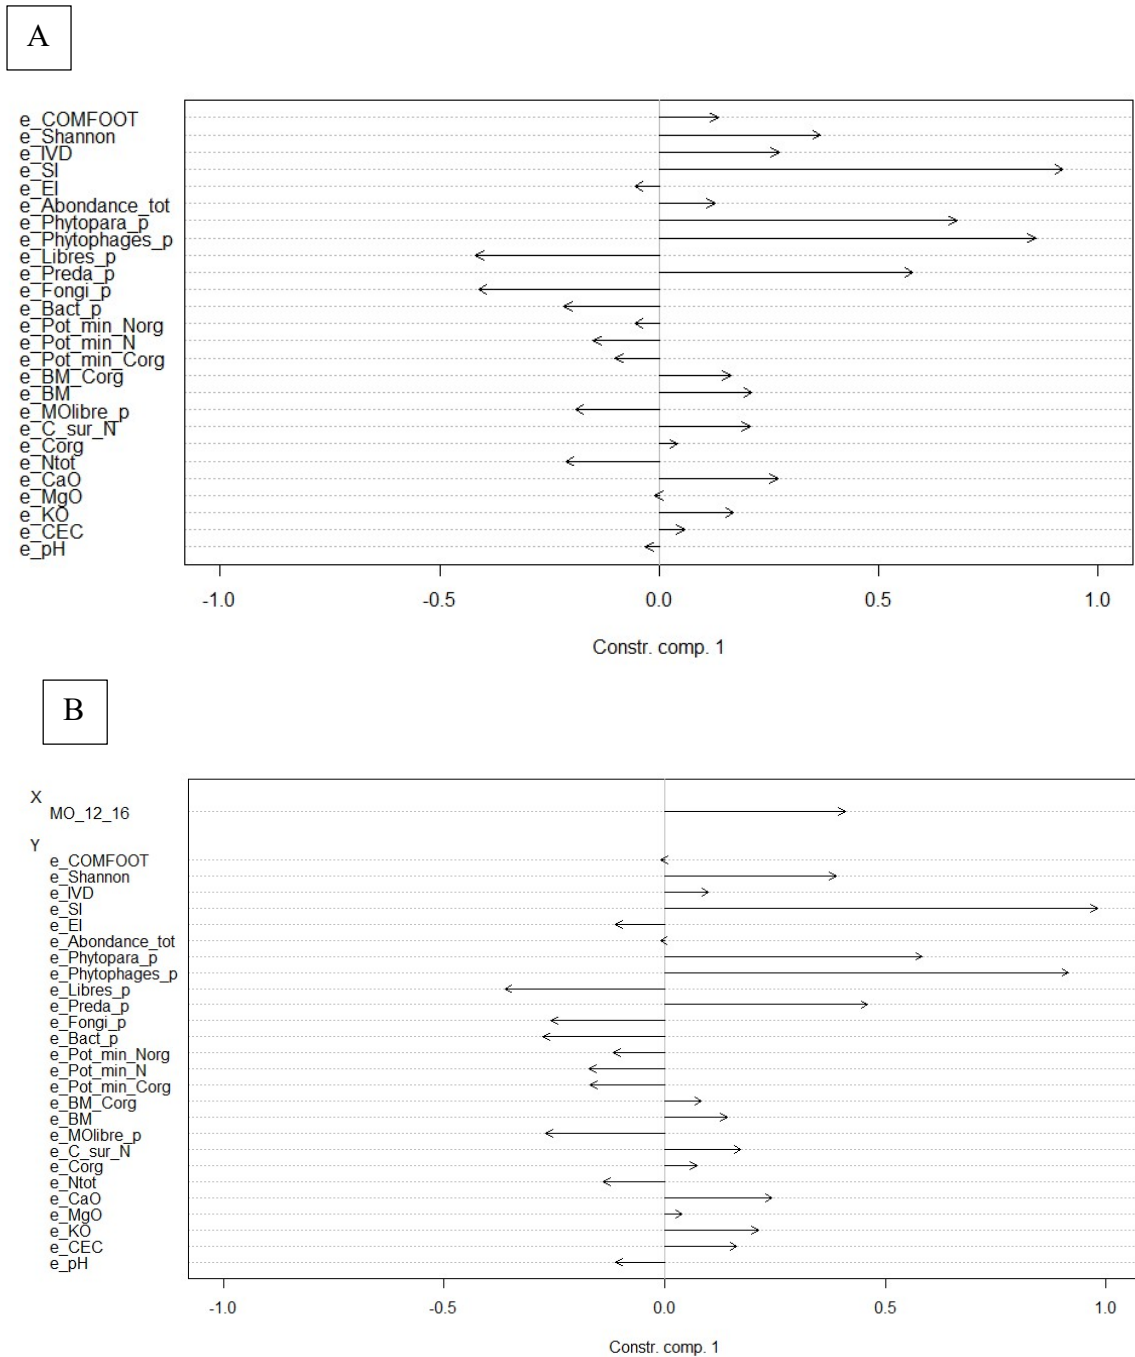 A
e_COMFOOT
e_Shannon
e_IVD
e_SI
e_EI
e_Abondance_tot
e_Phytopara_p
e_Phytophages_p
e_Libres_p
e_Preda_p
e_Fongi_p
e_Bact_p
e_Pot_min_Norg
e_Pot_min_N
e_Pot_min_Corg
e_BM_Corg
e_BM
e_MOlibre_p
e_C_sur_N
e_Corg
e_Ntot
e_CaO
e_MgO
e_KO
e_CEC
e_pH
-1.0 -0.5 0.0 0.5 1.0
Constr. comp. 1
B
X
MO_12_16
Y
e_COMFOOT
e_Shannon
e_IVD
e_SI
e_EI
e_Abondance_tot
e_Phytopara_p
e_Phytophages_p
e_Libres_p
e_Preda_p
e_Fongi_p
e_Bact_p
e_Pot_min_Norg
e_Pot_min_N
e_Pot_min_Corg
e_BM_Corg
e_BM
e_MOlibre_p
e_C_sur_N
e_Corg
e_Ntot
e_CaO
e_MgO
e_KO
e_CEC
e_pH
-1.0 -0.5 0.0 0.5 1.0
Constr. comp. 1